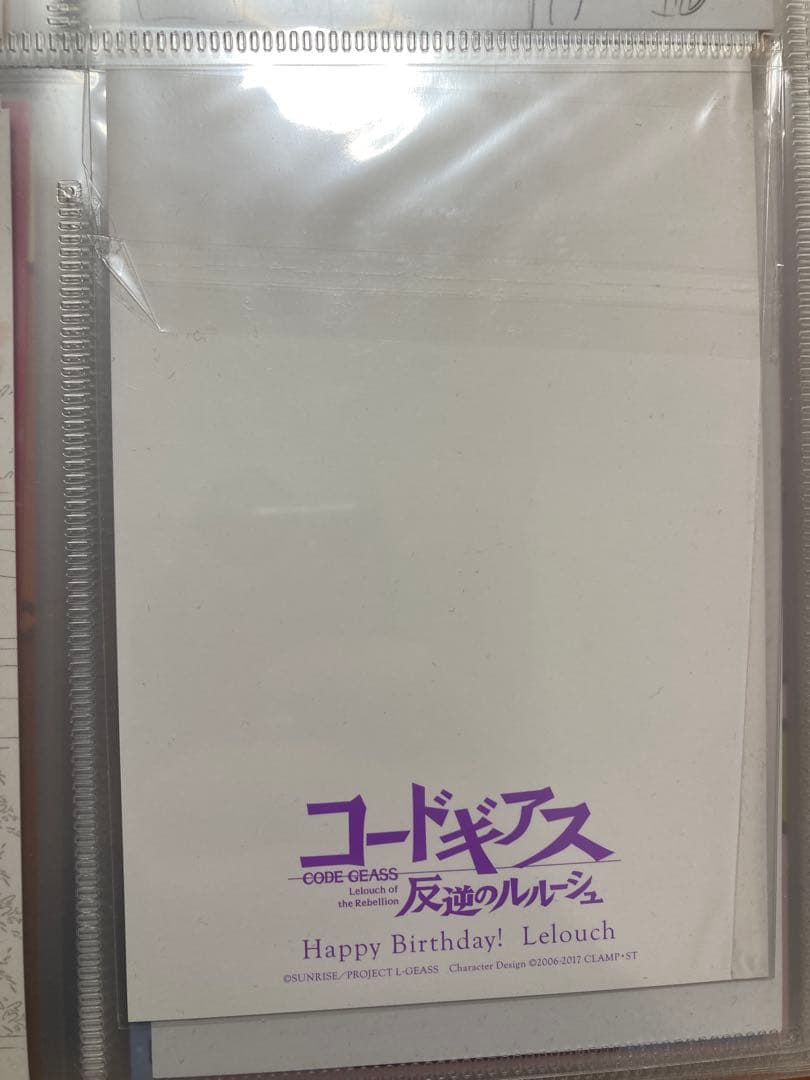 コードギアス
CODE GEASS
Lelouch of
the Rebellion
反逆のルルーシュ
Happy Birthday! Lelouch
©SUNRISE／PROJECT L-GEASS Character Design ©2006-2017 CLAMP・ST